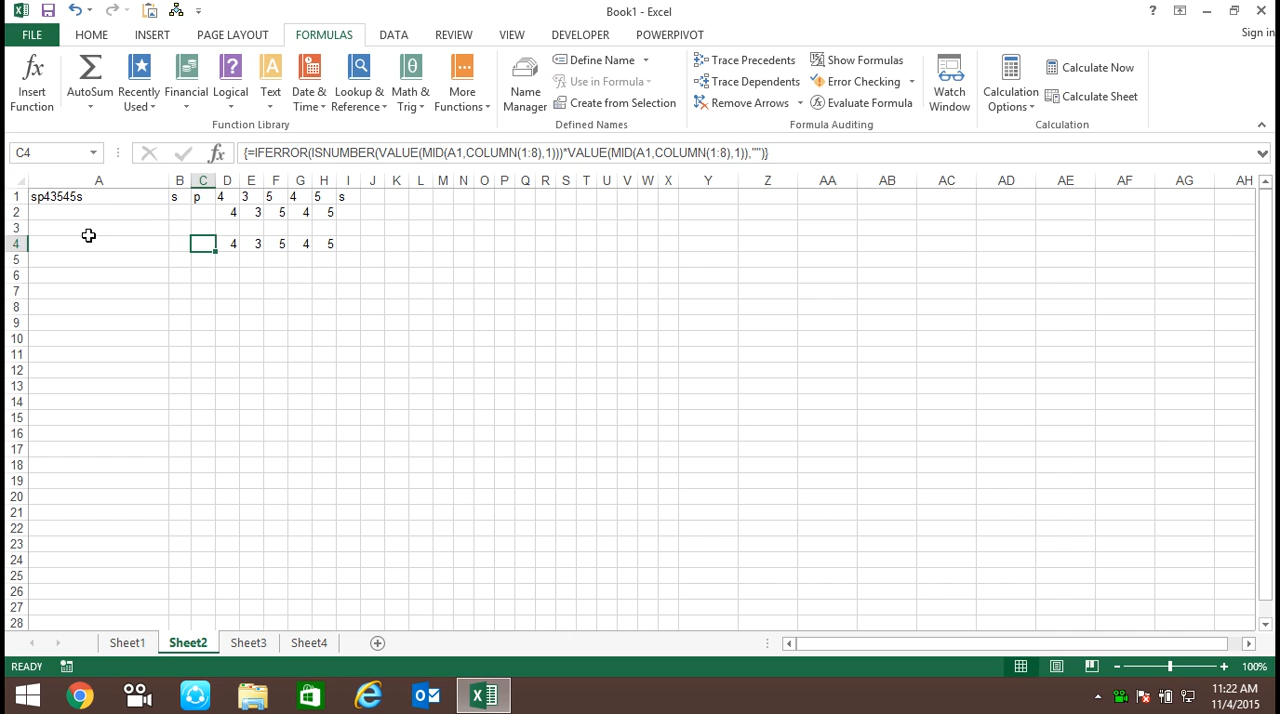 Book1 - Excel
?
FILE HOME INSERT PAGE LAYOUT FORMULAS DATA REVIEW VIEW DEVELOPER POWERPIVOT Sign in
fx Insert Function
Σ AutoSum
Recently Used
Financial
Logical
Text
Date & Time
Lookup & Reference
Math & Trig
More Functions
Function Library
Name Manager
Define Name
Use in Formula
Create from Selection
Defined Names
Trace Precedents
Trace Dependents
Remove Arrows
Show Formulas
Error Checking
Evaluate Formula
Formula Auditing
Watch Window
Calculation Options
Calculate Now
Calculate Sheet
Calculation
C4 fx {=IFERROR(ISNUMBER(VALUE(MID(A1,COLUMN(1:8),1)))*VALUE(MID(A1,COLUMN(1:8),1)),"")}
A B C D E F G H I J K L M N O P Q R S T U V W X Y Z AA AB AC AD AE AF AG AH
1 sp43545s s p 4 3 5 4 5 s
2 4 3 5 4 5
3
4 4 3 5 4 5
5
6
7
8
9
10
11
12
13
14
15
16
17
18
19
20
21
22
23
24
25
26
27
28
Sheet1 Sheet2 Sheet3 Sheet4
READY 100%
11:22 AM
11/4/2015